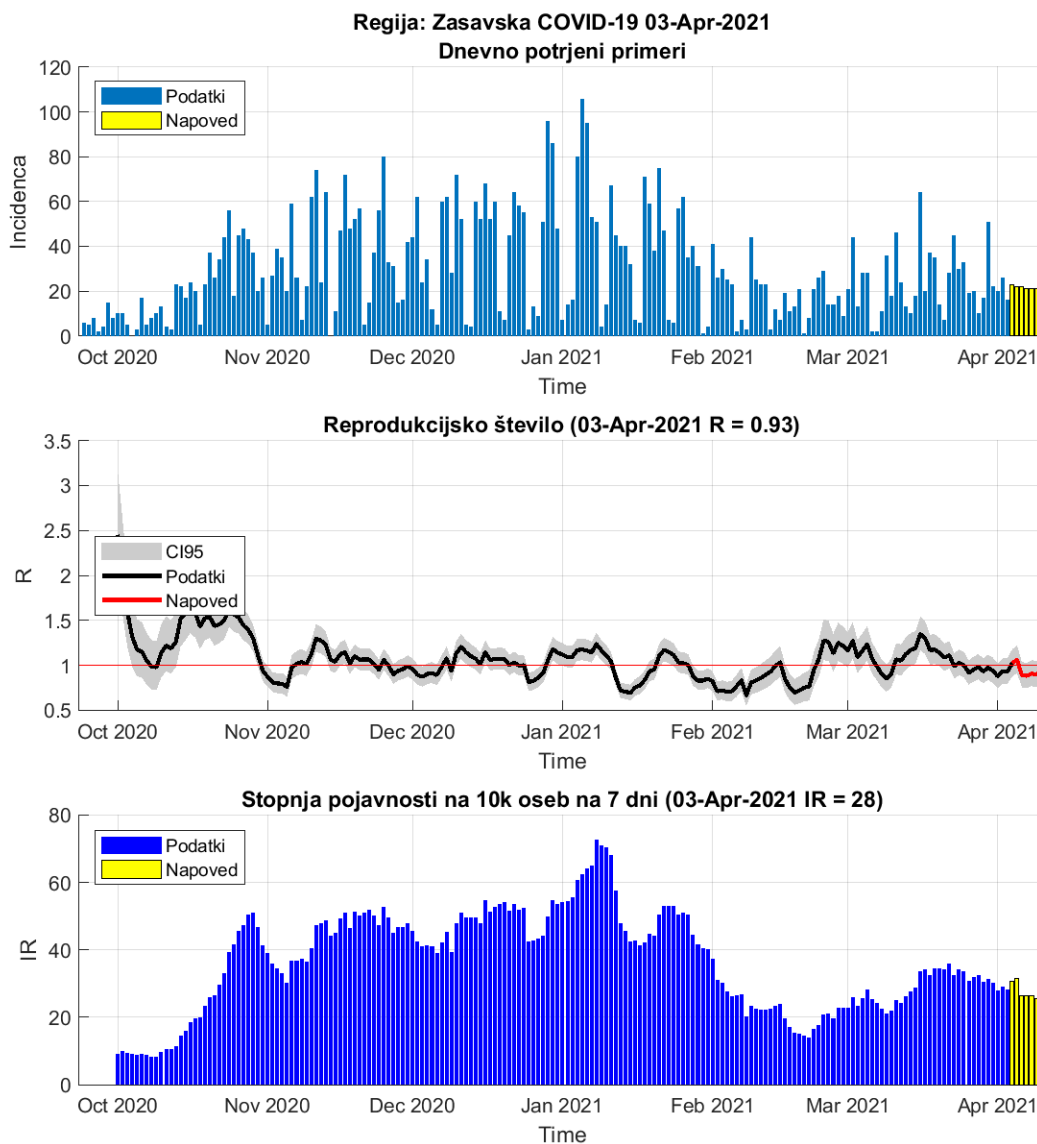 Regija: Zasavska COVID-19 03-Apr-2021
Dnevno potrjeni primeri
120
100
80
60
40
20
0
Incidenca
Podatki
Napoved
Oct 2020 Nov 2020 Dec 2020 Jan 2021 Feb 2021 Mar 2021 Apr 2021
Time
Reprodukcijsko število (03-Apr-2021 R = 0.93)
3.5
3
2.5
2
1.5
1
0.5
R
CI95
Podatki
Napoved
Oct 2020 Nov 2020 Dec 2020 Jan 2021 Feb 2021 Mar 2021 Apr 2021
Time
Stopnja pojavnosti na 10k oseb na 7 dni (03-Apr-2021 IR = 28)
80
60
40
20
0
IR
Podatki
Napoved
Oct 2020 Nov 2020 Dec 2020 Jan 2021 Feb 2021 Mar 2021 Apr 2021
Time